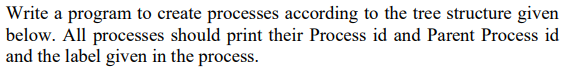 Write a program to create processes according to the tree structure given
below. All processes should print their Process id and Parent Process id
and the label given in the process.